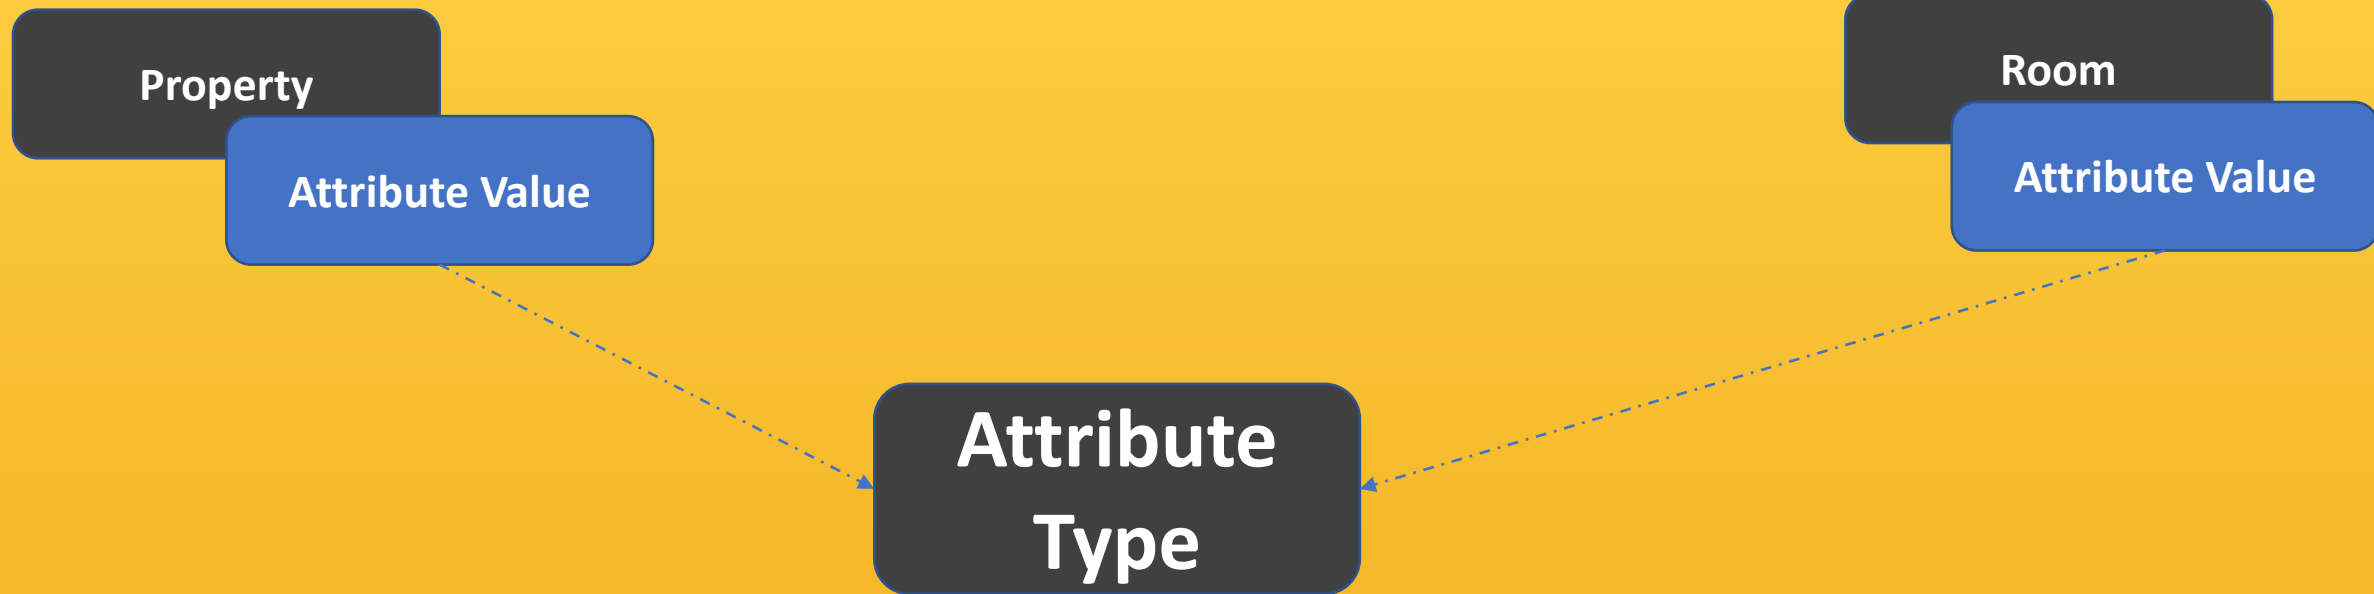 Property
Attribute Value
Room
Attribute Value
Attribute
Type